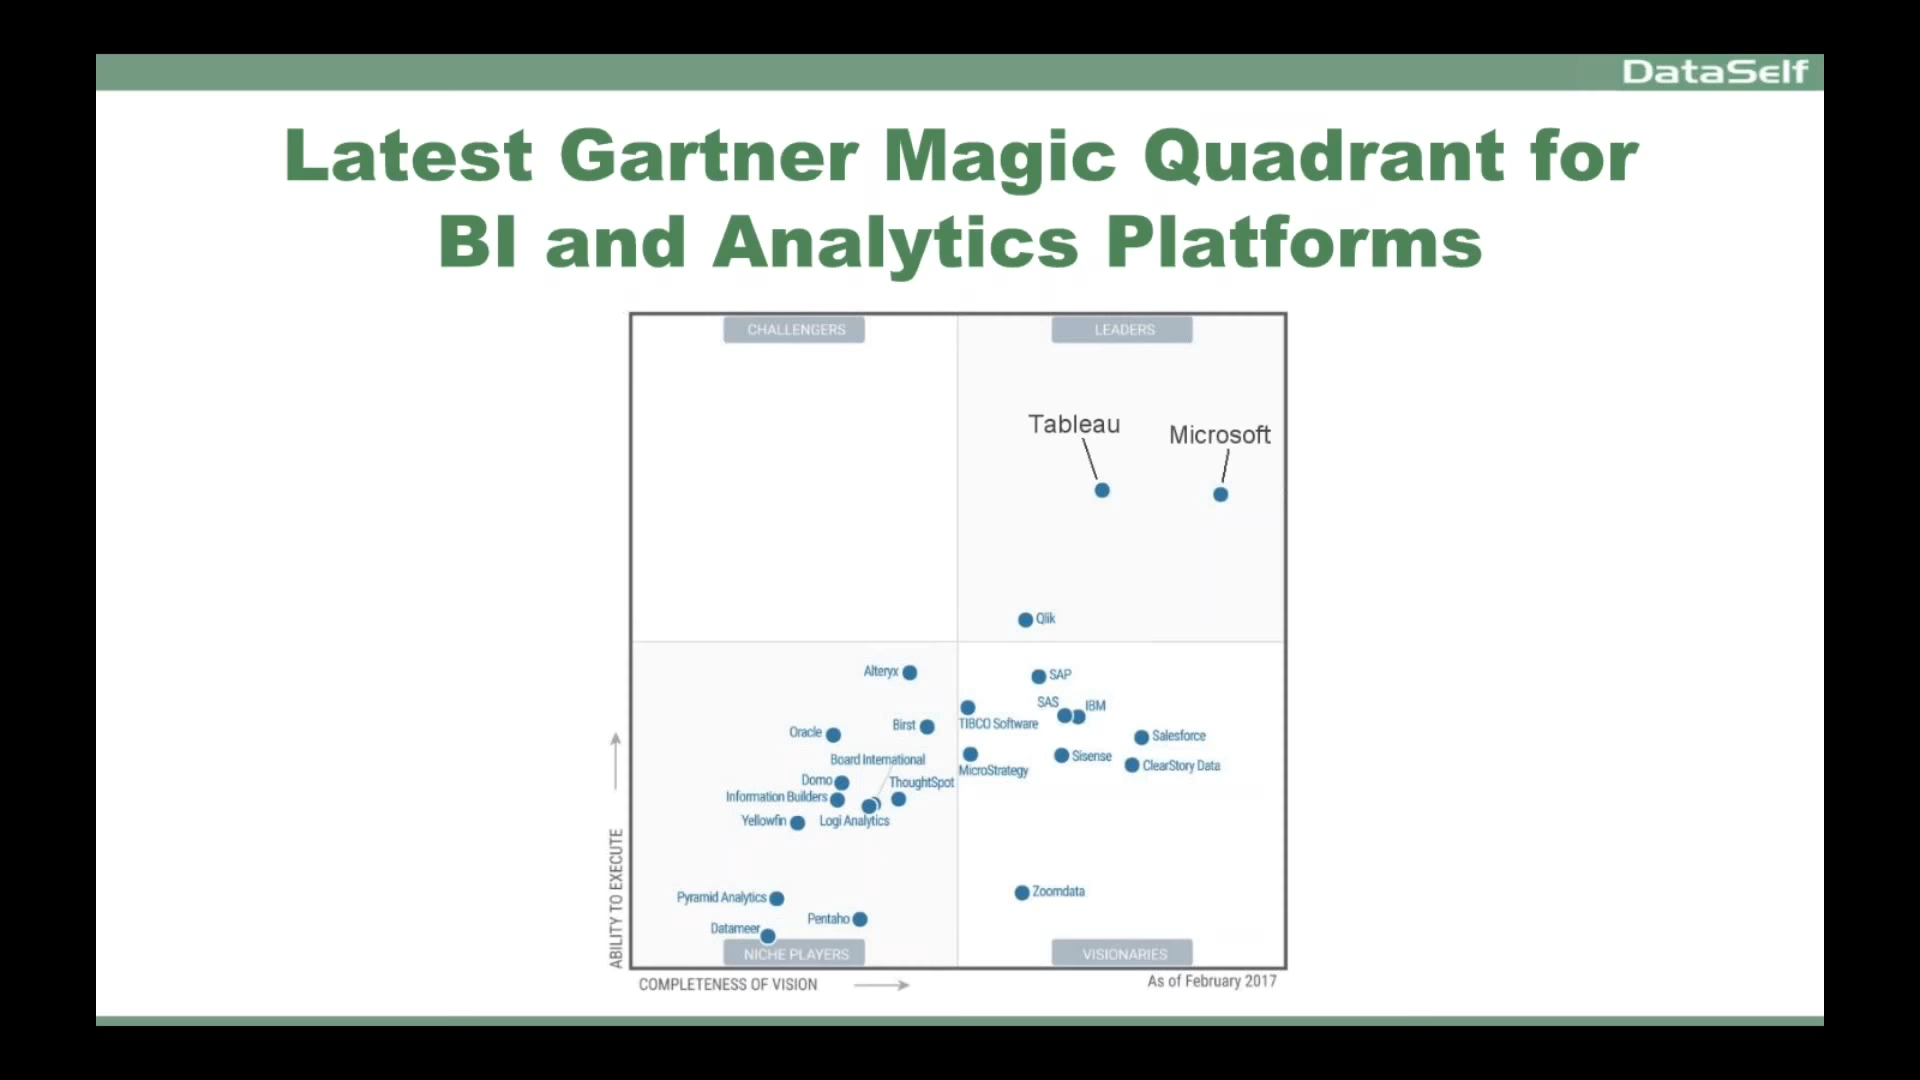 DataSelf
Latest Gartner Magic Quadrant for
BI and Analytics Platforms
CHALLENGERS
LEADERS
Tableau
Microsoft
Qlik
Alteryx
SAP
SAS
IBM
TIBCO Software
Birst
Oracle
Salesforce
Board International
Sisense
ClearStory Data
MicroStrategy
Domo
ThoughtSpot
Information Builders
Yellowfin
Logi Analytics
Zoomdata
Pyramid Analytics
Pentaho
Datameer
NICHE PLAYERS
VISIONARIES
ABILITY TO EXECUTE
COMPLETENESS OF VISION
As of February 2017